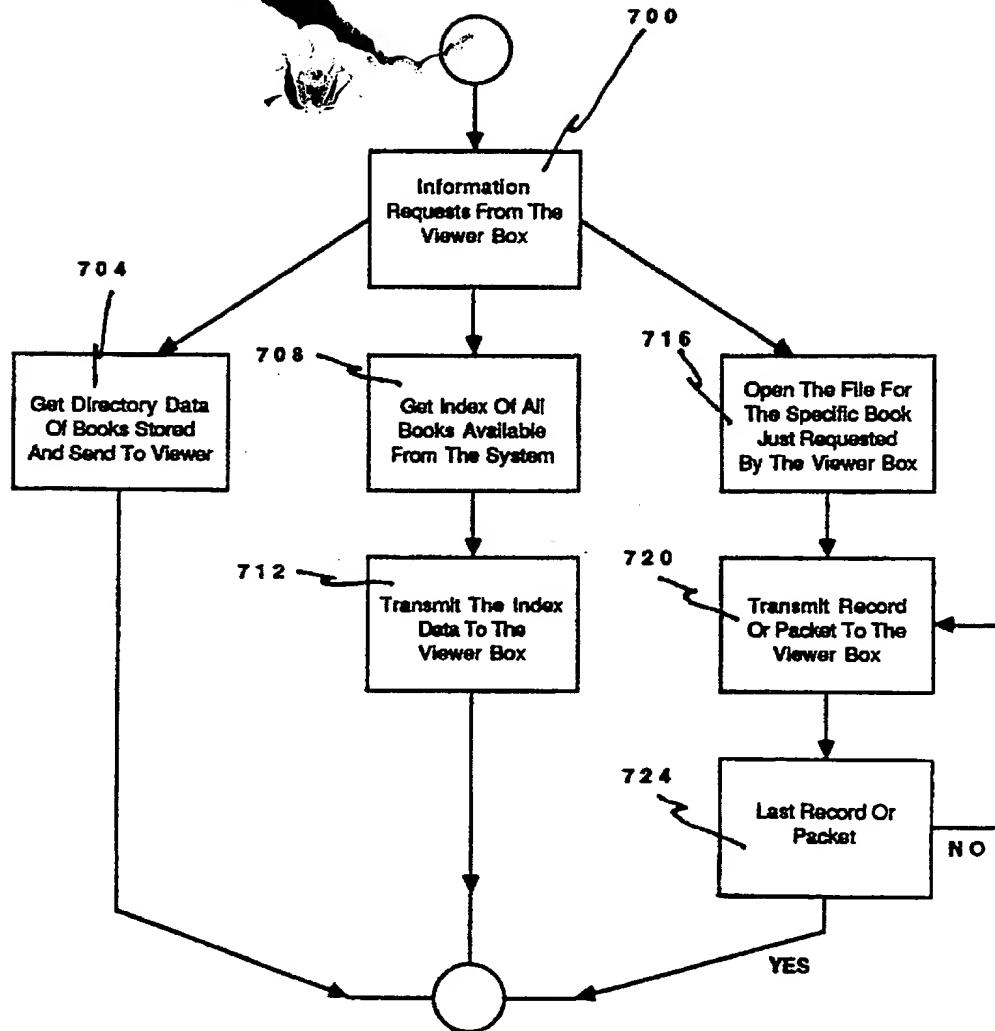 700
Information
Requests From The
Viewer Box
704
Get Directory Data
Of Books Stored
And Send To Viewer
708
Get Index Of All
Books Available
From The System
716
Open The File For
The Specific Book
Just Requested
By The Viewer Box
712
Transmit The Index
Data To The
Viewer Box
720
Transmit Record
Or Packet To The
Viewer Box
724
Last Record Or
Packet
NO
YES